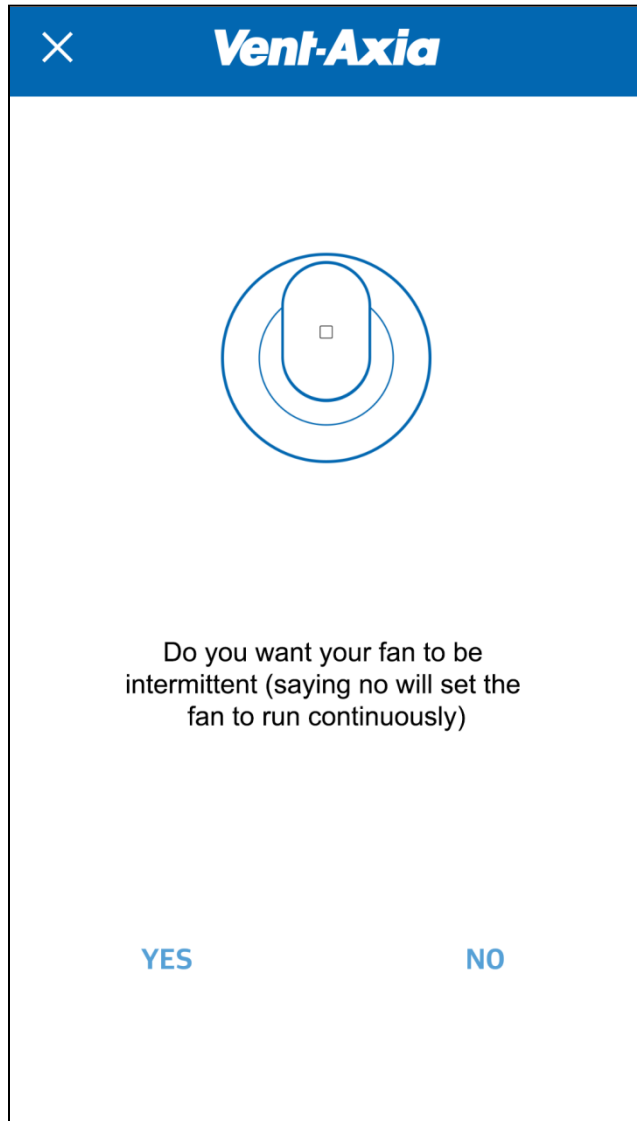 Vent-Axia
Do you want your fan to be
intermittent (saying no will set the
fan to run continuously)
YES NO